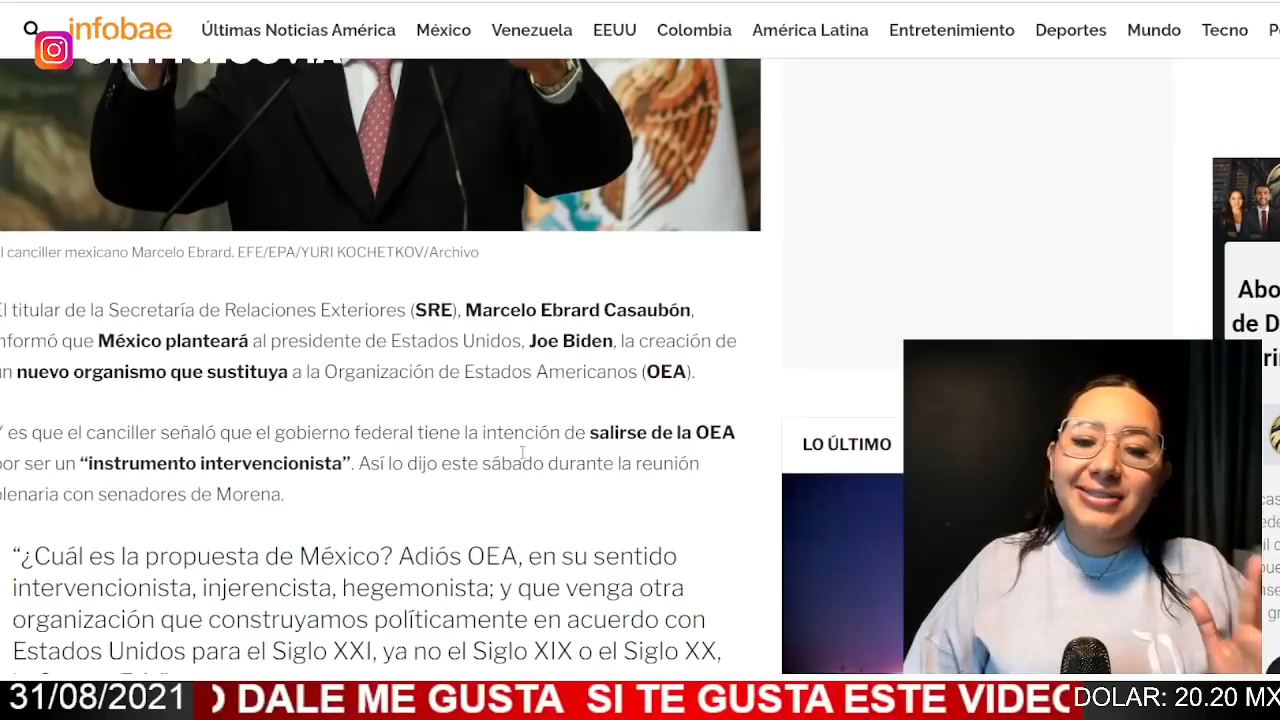 infobae Últimas Noticias América México Venezuela EEUU Colombia América Latina Entretenimiento Deportes Mundo Tecno
canciller mexicano Marcelo Ebrard. EFE/EPA/YURI KOCHETKOV/Archivo
El titular de la Secretaría de Relaciones Exteriores (SRE), Marcelo Ebrard Casaubón,
nformó que México planteará al presidente de Estados Unidos, Joe Biden, la creación de
un nuevo organismo que sustituya a la Organización de Estados Americanos (OEA).
Y es que el canciller señaló que el gobierno federal tiene la intención de salirse de la OEA
por ser un “instrumento intervencionista”. Así lo dijo este sábado durante la reunión
plenaria con senadores de Morena.
“¿Cuál es la propuesta de México? Adiós OEA, en su sentido
intervencionista, injerencista, hegemonista; y que venga otra
organización que construyamos políticamente en acuerdo con
Estados Unidos para el Siglo XXI, ya no el Siglo XIX o el Siglo XX,
LO ÚLTIMO
Abo
de D
31/08/2021 DALE ME GUSTA SI TE GUSTA ESTE VIDEO DOLAR: 20.20 MX